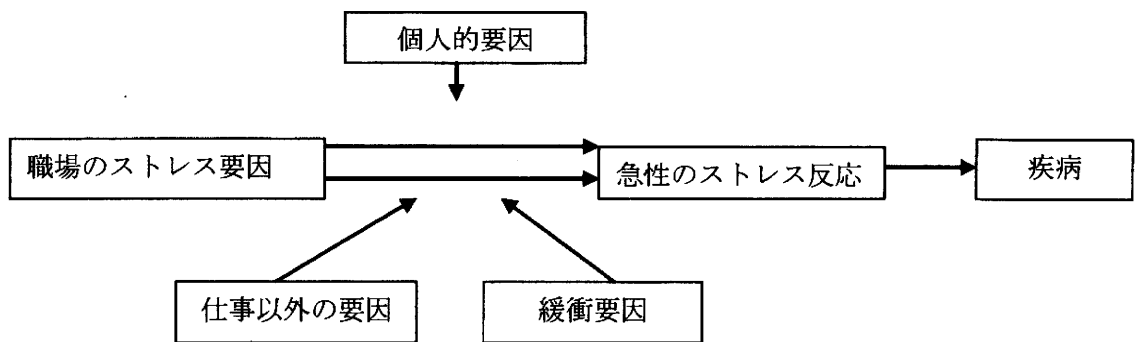 個人的要因
職場のストレス要因
急性のストレス反応
疾病
仕事以外の要因
緩衝要因